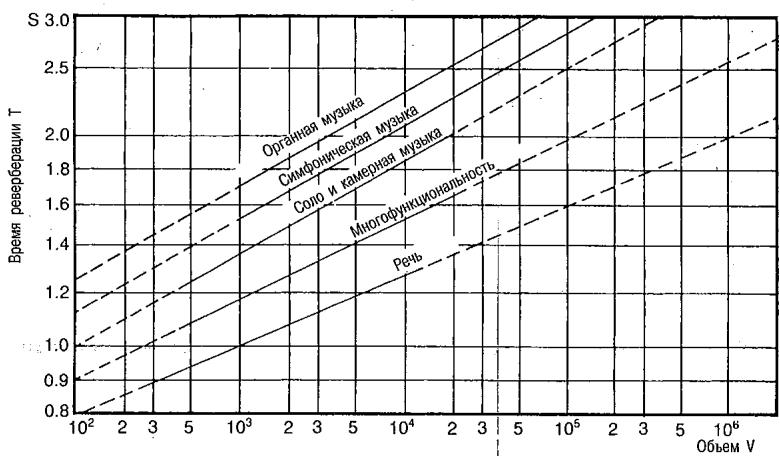 S 3.0
2.5
2.0
1.8
1.6
1.4
1.2
1.0
0.9
0.8
Время реверберации T
Органная музыка
Симфоническая музыка
Соло и камерная музыка
Многофункциональность
Речь
10² 2 3 5 10³ 2 3 5 10⁴ 2 3 5 10⁵ 2 3 5 10⁶
Объем V